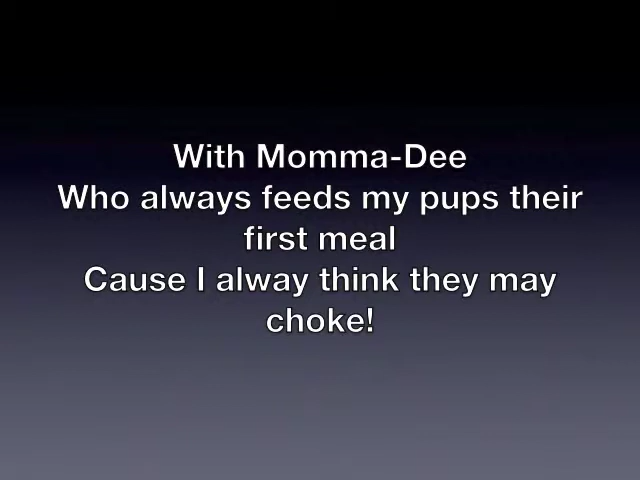 With Momma-Dee
Who always feeds my pups their
first meal
Cause I alway think they may
choke!